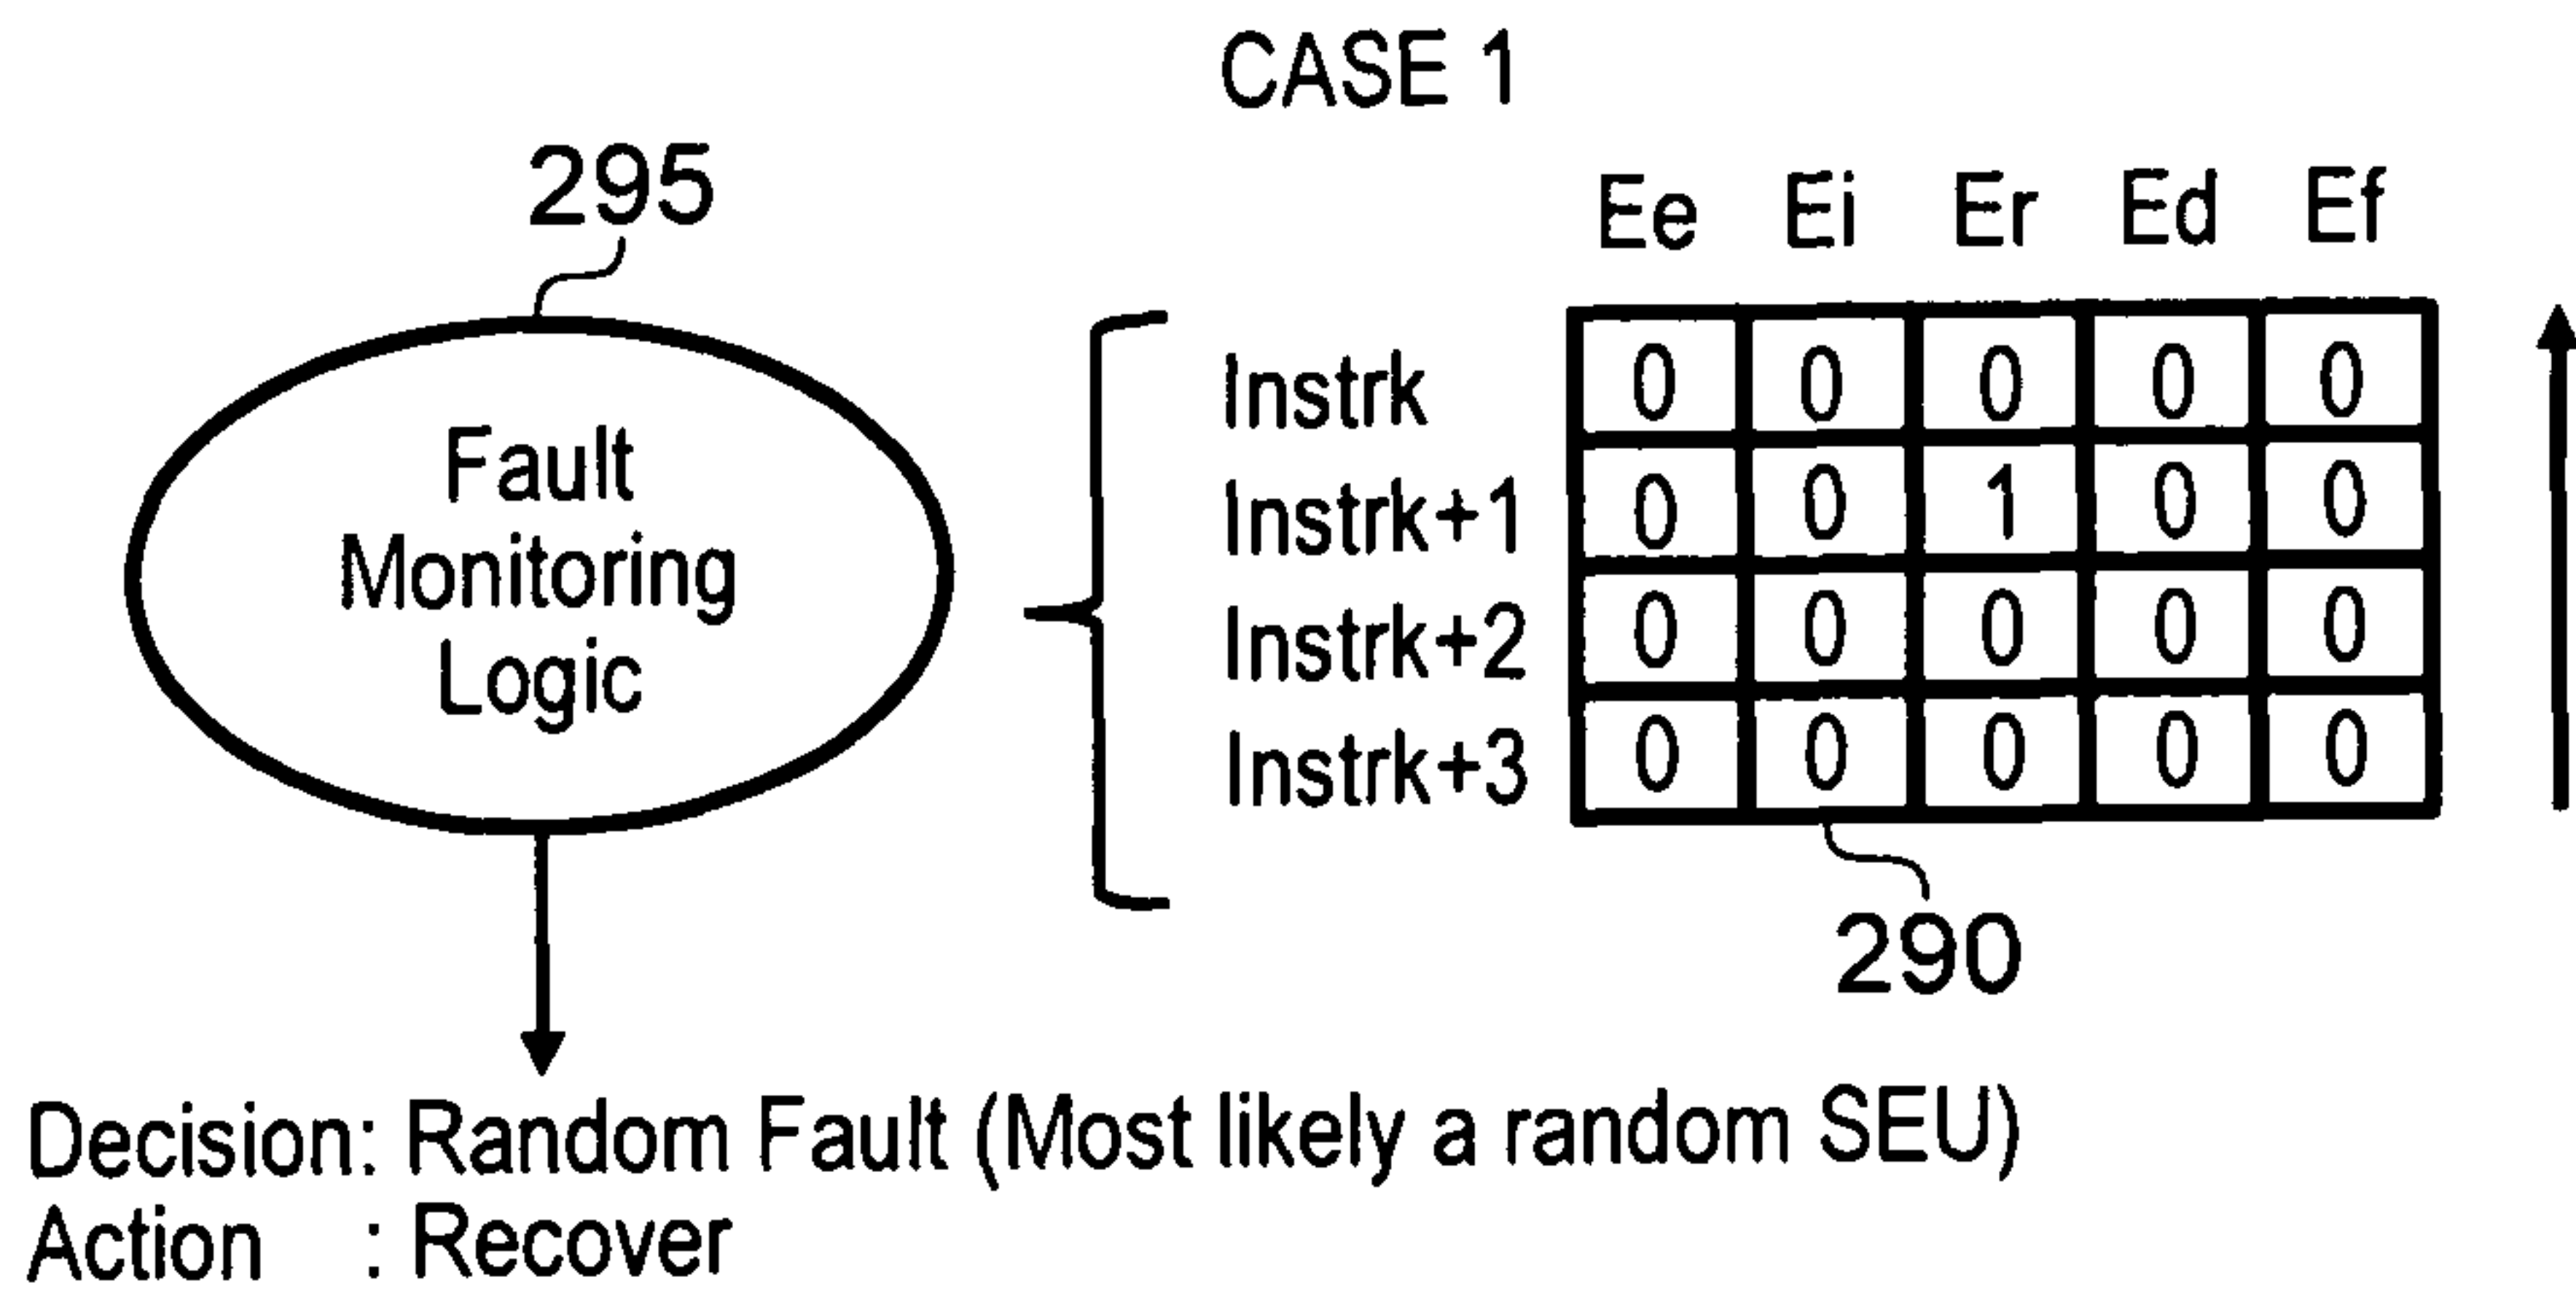 CASE 1
295
Ee Ei Er Ed Ef
Fault
Monitoring
Logic
Instrk 0 0 0 0 0
Instrk+1 0 0 1 0 0
Instrk+2 0 0 0 0 0
Instrk+3 0 0 0 0 0
290
Decision: Random Fault (Most likely a random SEU)
Action : Recover